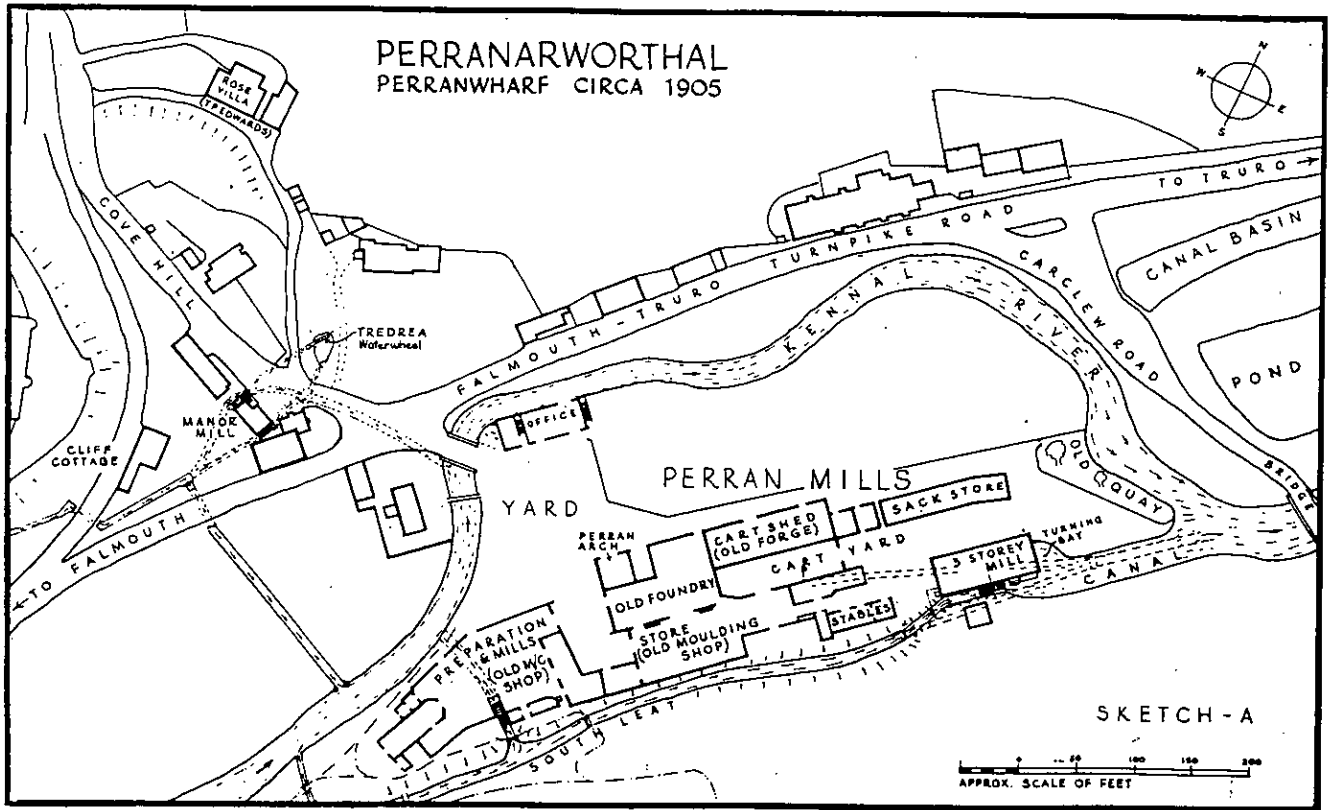 PERRANARWORTHAL
PERRANWHARF CIRCA 1905
N
W
E
S
ROSE
VILLA
(T.P.EDWARDS)
COVE HILL
TREDREA
Waterwheel
MANOR
MILL
CLIFF
COTTAGE
← TO FALMOUTH
FALMOUTH-TRURO TURNPIKE ROAD
TO TRURO →
KENNAL RIVER
CARCLEW ROAD
CANAL BASIN
POND
BRIDGE
OFFICE
YARD
PERRAN MILLS
OLD QUAY
SACK STORE
CART SHED
(OLD FORGE)
PERRAN
ARCH
CART YARD
TURNING
BAY
3 STOREY
MILL
CANAL
OLD FOUNDRY
STABLES
STORE
(OLD MOULDING
SHOP)
PREPARATION
& MILLS
(OLD W/C
SHOP)
SOUTH LEAT
SKETCH-A
0 50 100 150 200
APPROX. SCALE OF FEET